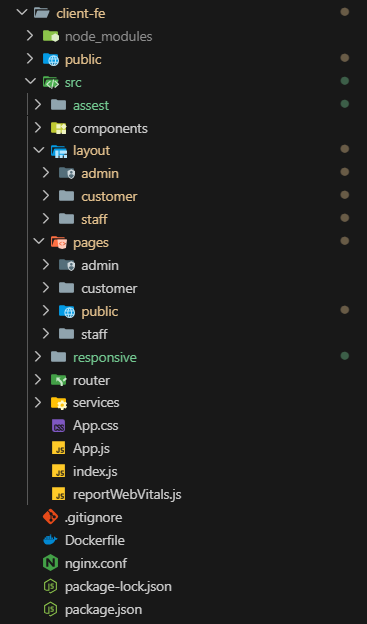 client-fe
node_modules
public
src
assest
components
layout
admin
customer
staff
pages
admin
customer
public
staff
responsive
router
services
App.css
App.js
index.js
reportWebVitals.js
.gitignore
Dockerfile
nginx.conf
package-lock.json
package.json